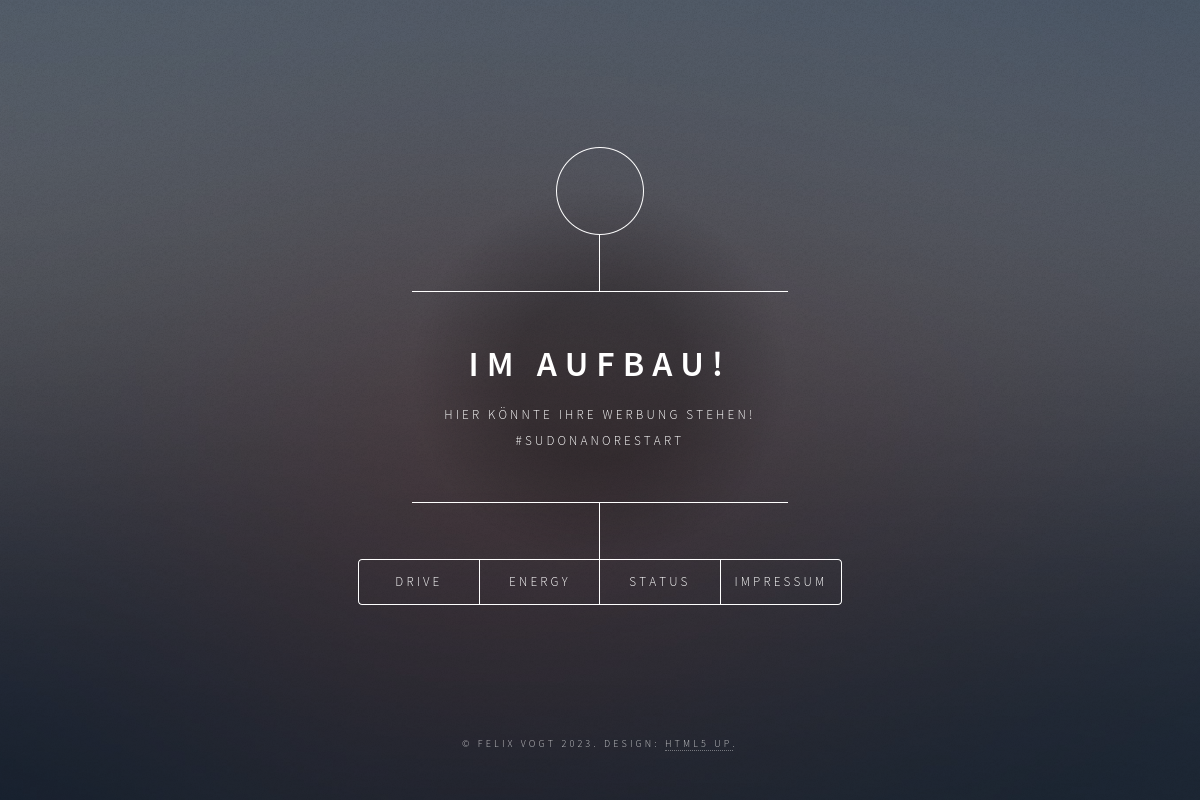 IM AUFBAU!
HIER KÖNNTE IHRE WERBUNG STEHEN!
#SUDONANORESTART
DRIVE ENERGY STATUS IMPRESSUM
© FELIX VOGT 2023. DESIGN: HTML5 UP.